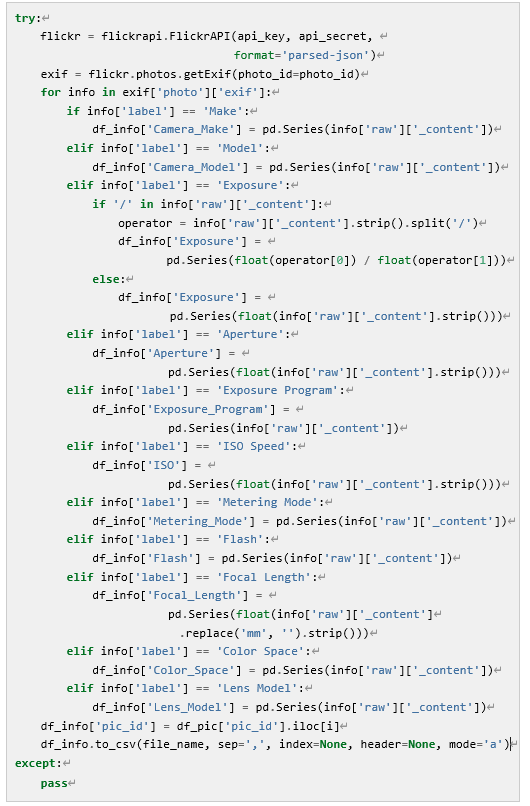 try:↵
    flickr = flickrapi.FlickrAPI(api_key, api_secret, ↵
                                 format='parsed-json')↵
    exif = flickr.photos.getExif(photo_id=photo_id)↵
    for info in exif['photo']['exif']:↵
        if info['label'] == 'Make':↵
            df_info['Camera_Make'] = pd.Series(info['raw']['_content'])↵
        elif info['label'] == 'Model':↵
            df_info['Camera_Model'] = pd.Series(info['raw']['_content'])↵
        elif info['label'] == 'Exposure':↵
            if '/' in info['raw']['_content']:↵
                operator = info['raw']['_content'].strip().split('/')↵
                df_info['Exposure'] = ↵
                       pd.Series(float(operator[0]) / float(operator[1]))↵
            else:↵
                df_info['Exposure'] = ↵
                       pd.Series(float(info['raw']['_content'].strip()))↵
        elif info['label'] == 'Aperture':↵
            df_info['Aperture'] = ↵
                       pd.Series(float(info['raw']['_content'].strip()))↵
        elif info['label'] == 'Exposure Program':↵
            df_info['Exposure_Program'] = ↵
                       pd.Series(info['raw']['_content'])↵
        elif info['label'] == 'ISO Speed':↵
            df_info['ISO'] = ↵
                       pd.Series(float(info['raw']['_content'].strip()))↵
        elif info['label'] == 'Metering Mode':↵
            df_info['Metering_Mode'] = pd.Series(info['raw']['_content'])↵
        elif info['label'] == 'Flash':↵
            df_info['Flash'] = pd.Series(info['raw']['_content'])↵
        elif info['label'] == 'Focal Length':↵
            df_info['Focal_Length'] = ↵
                       pd.Series(float(info['raw']['_content']↵
                         .replace('mm', '').strip()))↵
        elif info['label'] == 'Color Space':↵
            df_info['Color_Space'] = pd.Series(info['raw']['_content'])↵
        elif info['label'] == 'Lens Model':↵
            df_info['Lens_Model'] = pd.Series(info['raw']['_content'])↵
    df_info['pic_id'] = df_pic['pic_id'].iloc[i]↵
    df_info.to_csv(file_name, sep=',', index=None, header=None, mode='a')↵
except:↵
    pass↵